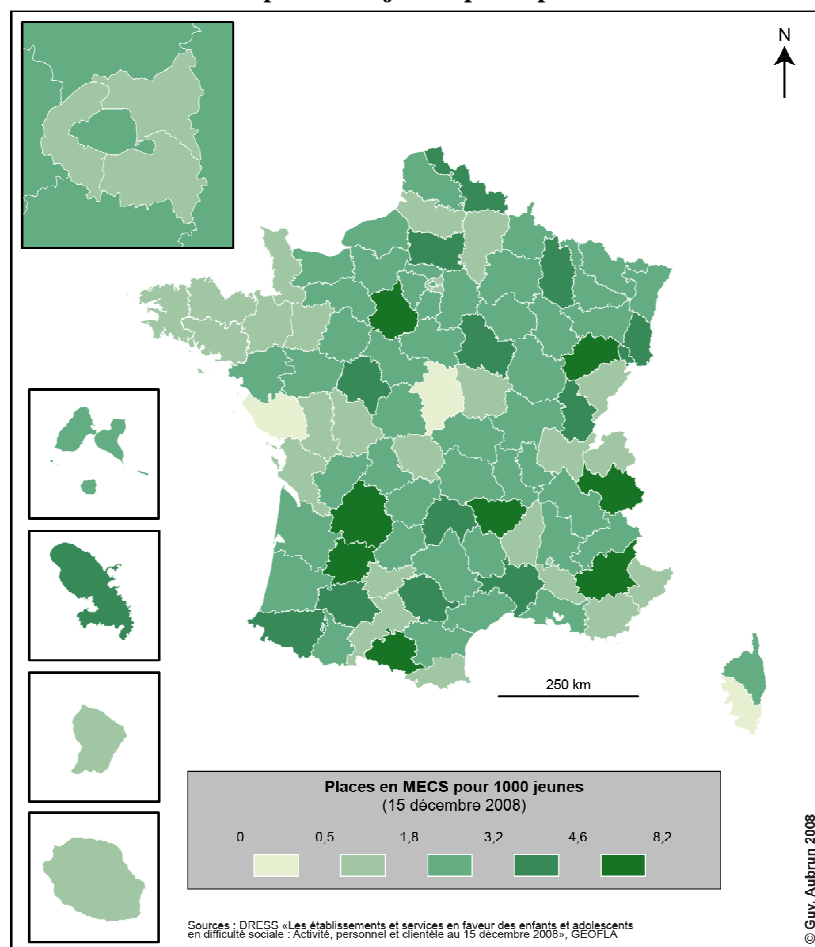 N
250 km
Places en MECS pour 1000 jeunes
(15 décembre 2008)
0 0,5 1,8 3,2 4,6 8,2
Sources : DRESS «Les établissements et services en faveur des enfants et adolescents
en difficulté sociale : Activité, personnel et clientèle au 15 décembre 2008», GEOFLA
© Guy. Aubrun 2008